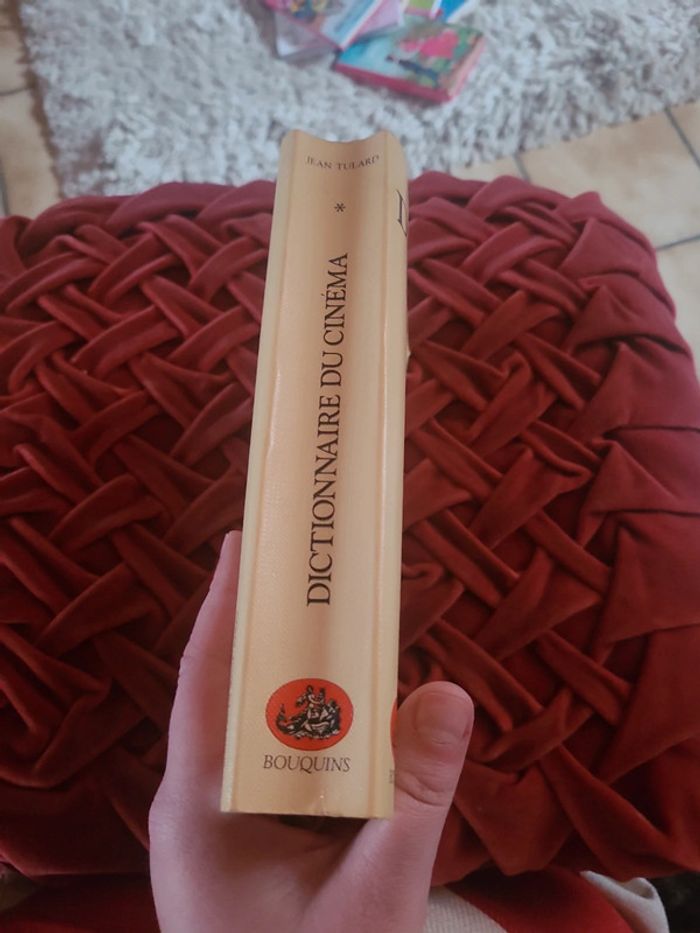 JEAN TULARD
*
DICTIONNAIRE DU CINÉMA
BOUQUINS